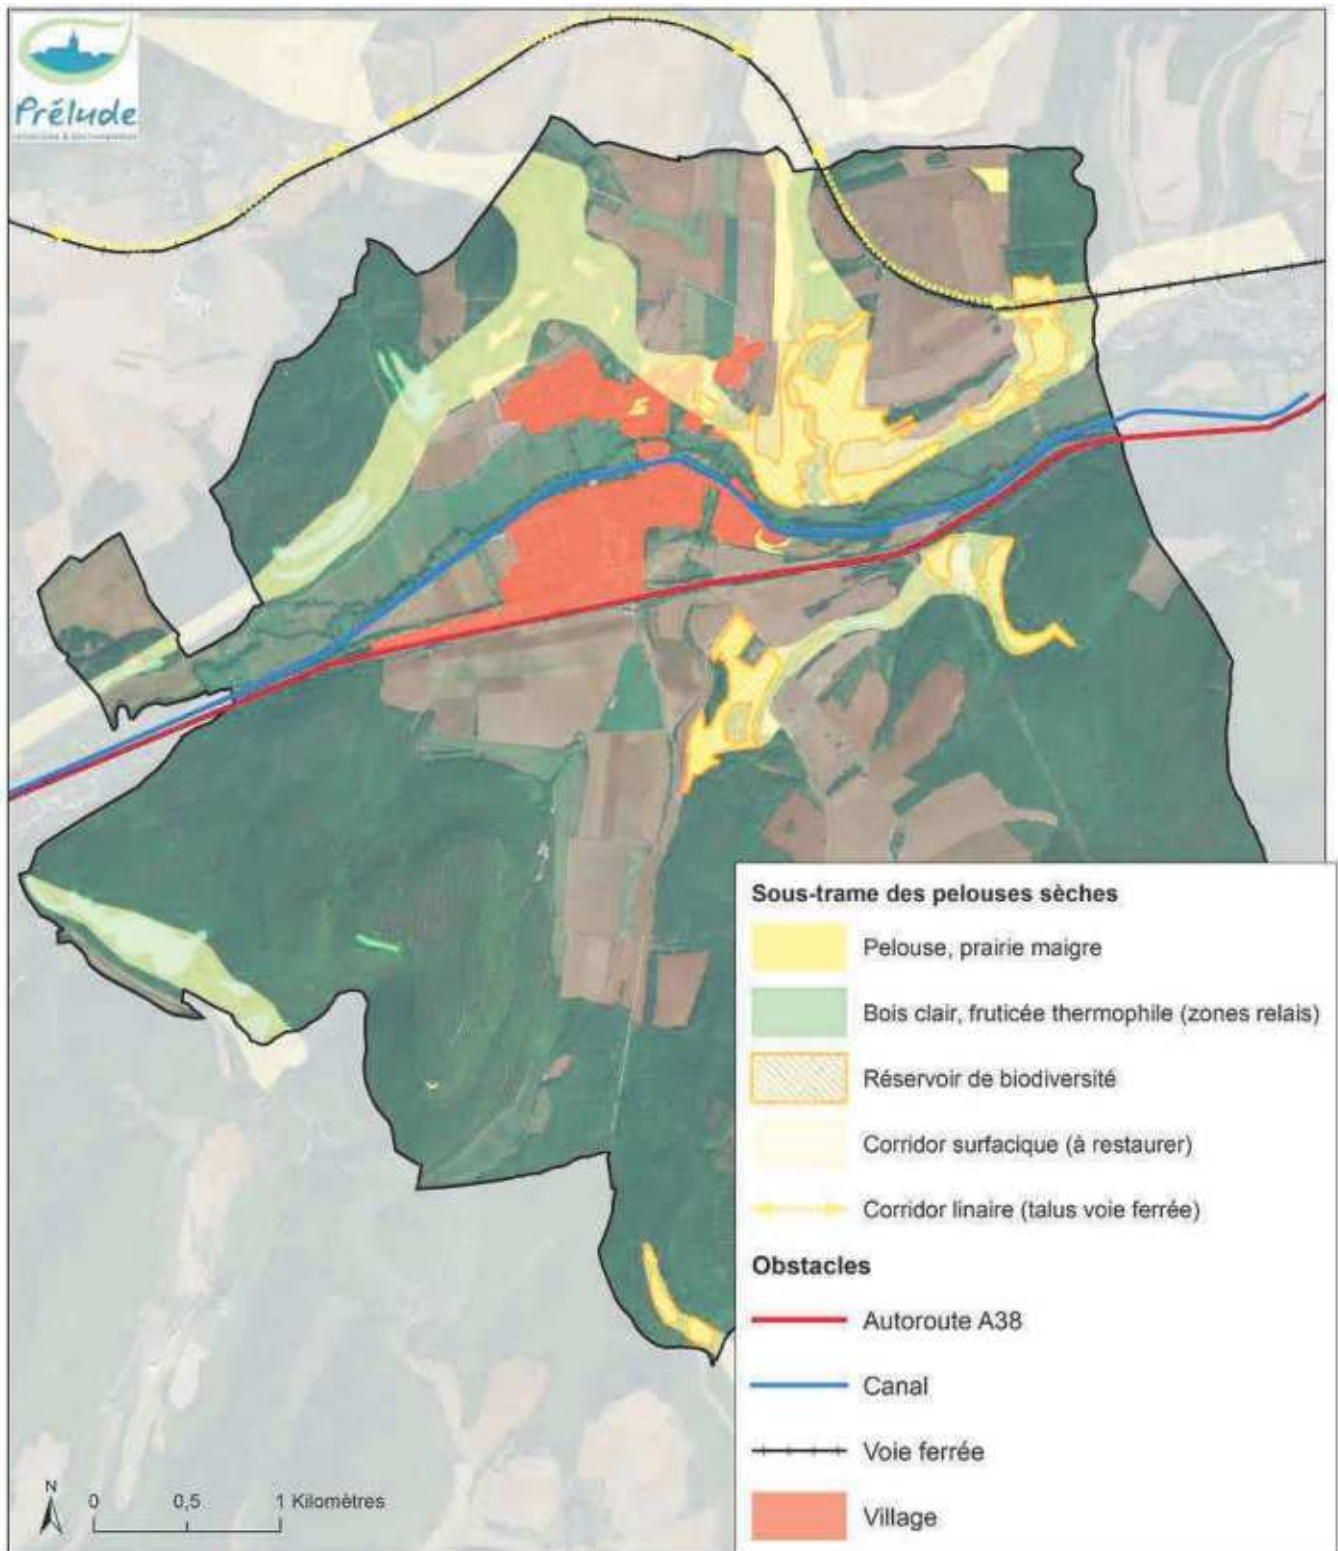 Prélude
Sous-trame des pelouses sèches
Pelouse, prairie maigre
Bois clair, fruticée thermophile (zones relais)
Réservoir de biodiversité
Corridor surfacique (à restaurer)
Corridor linaire (talus voie ferrée)
Obstacles
Autoroute A38
Canal
Voie ferrée
Village
N
0 0,5 1 Kilomètres